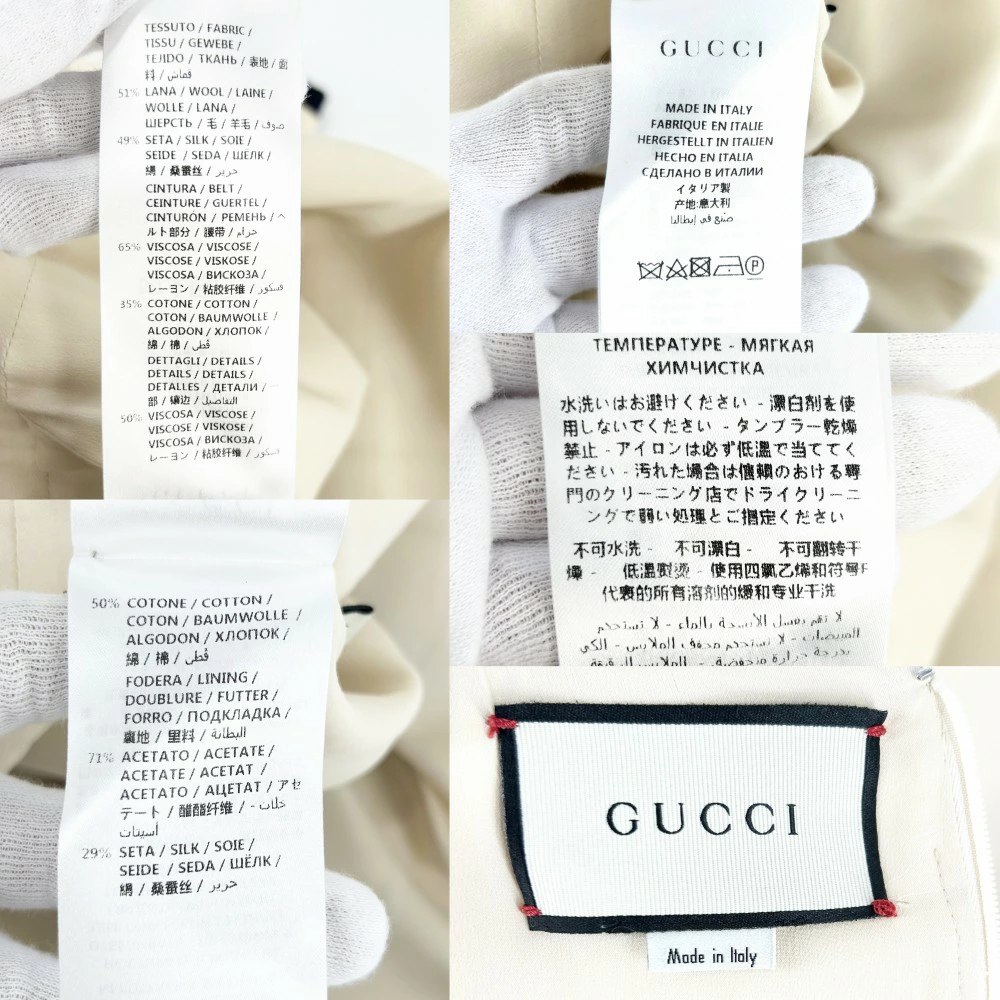 TESSUTO / FABRIC /
TISSU / GEWEBE /
TEJIDO / ТКАНЬ / 表地 / 面
料 / قماش
51% LANA / WOOL / LAINE /
WOLLE / LANA /
ШЕРСТЬ / 毛 / 羊毛 / صوف
49% SETA / SILK / SOIE /
SEIDE / SEDA / ШЁЛК /
絹 / 桑蚕丝 / حرير
CINTURA / BELT /
CEINTURE / GUERTEL /
CINTURÓN / РЕМЕНЬ / ベ
ルト部分 / 腰带 / حزام
65% VISCOSA / VISCOSE /
VISCOSE / VISKOSE /
VISCOSA / ВИСКОЗА /
レーヨン / 粘胶纤维 / فسكوز
35% COTONE / COTTON /
COTON / BAUMWOLLE /
ALGODON / ХЛОПОК /
綿 / 棉 / قطن
DETTAGLI / DETAILS /
DETAILS / DETAILS /
DETALLES / ДЕТАЛИ / 一
部 / 镶边 / التفاصيل
50% VISCOSA / VISCOSE /
VISCOSE / VISKOSE /
VISCOSA / ВИСКОЗА /
レーヨン / 粘胶纤维 / فسكوز
GUCCI
MADE IN ITALY
FABRIQUE EN ITALIE
HERGESTELLT IN ITALIEN
HECHO EN ITALIA
СДЕЛАНО В ИТАЛИИ
イタリア製
产地:意大利
صنع في إيطاليا
P
ТЕМПЕРАТУРЕ - МЯГКАЯ
ХИМЧИСТКА
水洗いはお避けください - 漂白剤を使
用しないでください - タンブラー乾燥
禁止 - アイロンは必ず低温で当ててく
ださい - 汚れた場合は信頼のおける専
門のクリーニング店でドライクリーニ
ングで弱い処理とご指定ください
不可水洗 - 不可漂白 - 不可翻转干
燥 - 低温熨烫 - 使用四氯乙烯和符号F
代表的所有溶剂的缓和专业干洗
50% COTONE / COTTON /
COTON / BAUMWOLLE /
ALGODON / ХЛОПОК /
綿 / 棉 / قطن
FODERA / LINING /
DOUBLURE / FUTTER /
FORRO / ПОДКЛАДКА /
裏地 / 里料 / البطانة
71% ACETATO / ACETATE /
ACETATE / ACETAT /
ACETATO / АЦЕТАТ / アセ
テート / 醋酯纤维 / خلات -
أسيتات
29% SETA / SILK / SOIE /
SEIDE / SEDA / ШЁЛК /
絹 / 桑蚕丝 / حرير
GUCCI
Made in Italy